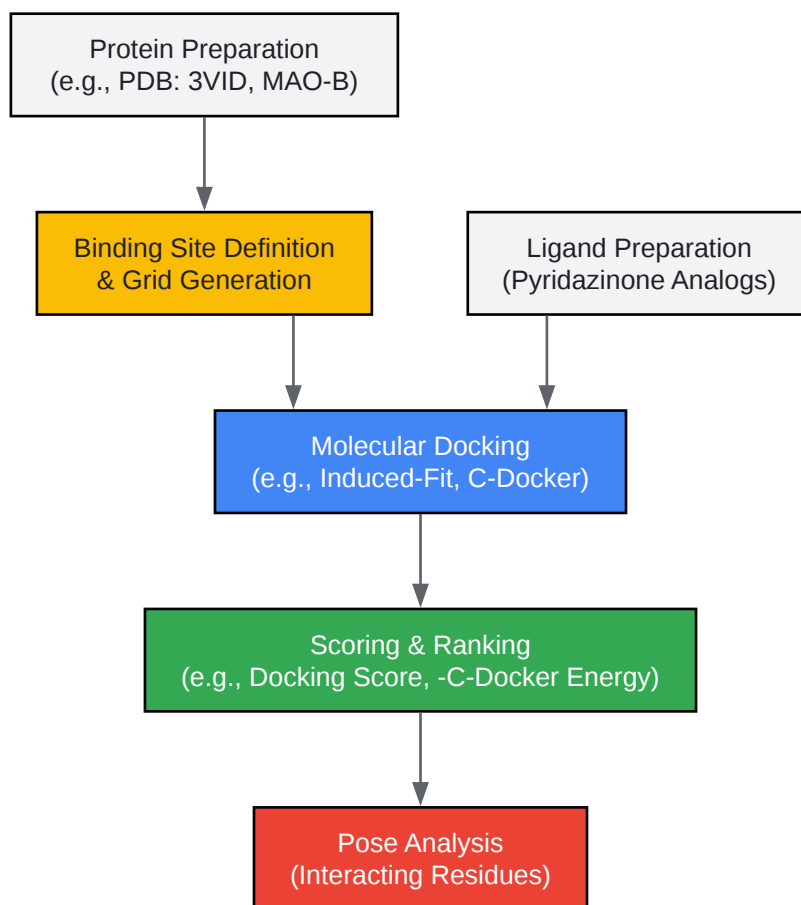 Protein Preparation
(e.g., PDB: 3VID, MAO-B)
Binding Site Definition
& Grid Generation
Ligand Preparation
(Pyridazinone Analogs)
Molecular Docking
(e.g., Induced-Fit, C-Docker)
Scoring & Ranking
(e.g., Docking Score, -C-Docker Energy)
Pose Analysis
(Interacting Residues)